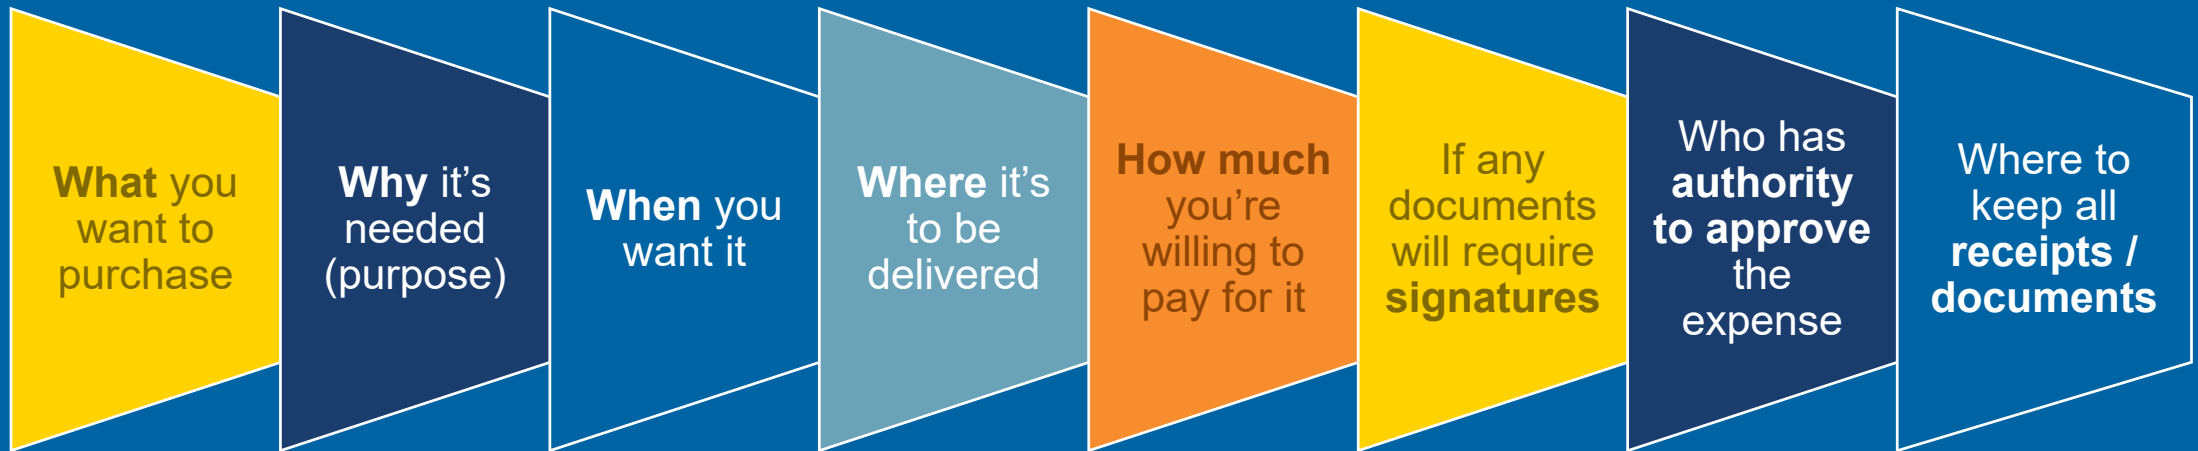 What you
want to
purchase
Why it’s
needed
(purpose)
When you
want it
Where it’s
to be
delivered
How much
you’re
willing to
pay for it
If any
documents
will require
signatures
Who has
authority
to approve
the
expense
Where to
keep all
receipts /
documents